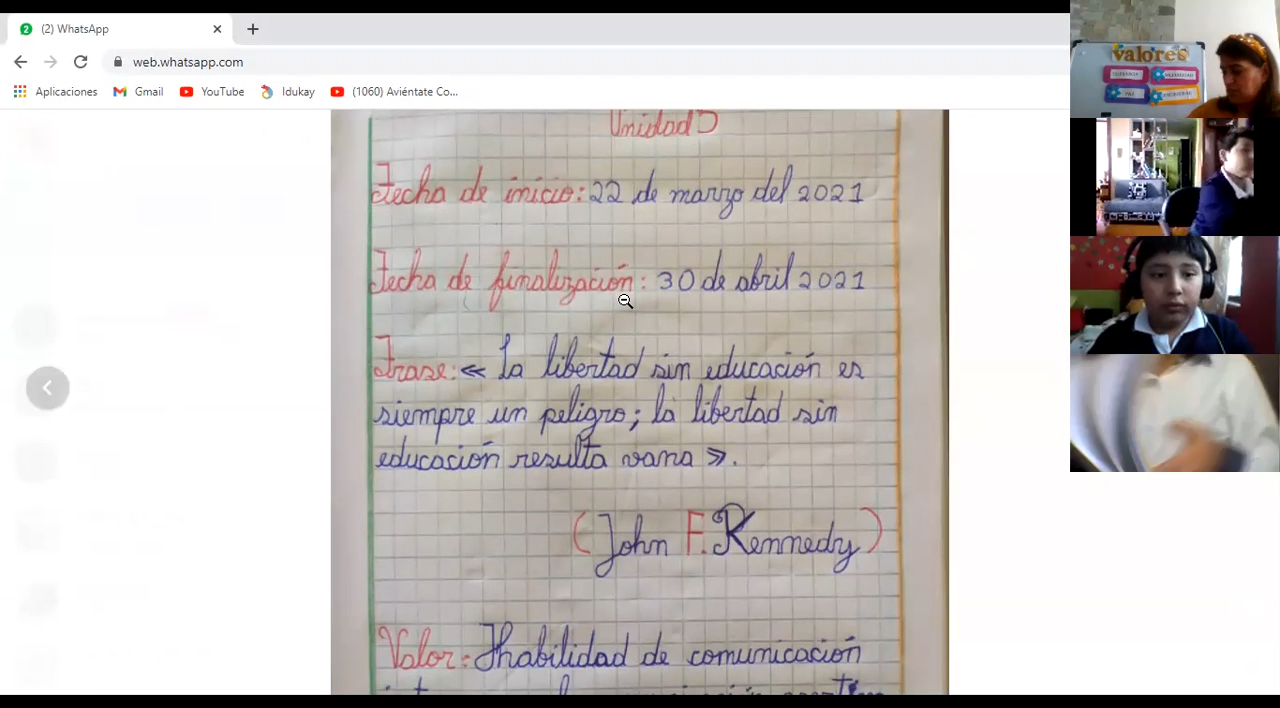 (2) WhatsApp
web.whatsapp.com
Aplicaciones Gmail YouTube Idukay (1060) Aviéntate Co...
valores
PAZ
Unidad 5
Fecha de inicio: 22 de marzo del 2021
Fecha de finalización: 30 de abril 2021
Frase: « La libertad sin educación es
siempre un peligro; la libertad sin
educación resulta vana ».
(John F. Kennedy)
Valor: Habilidad de comunicación